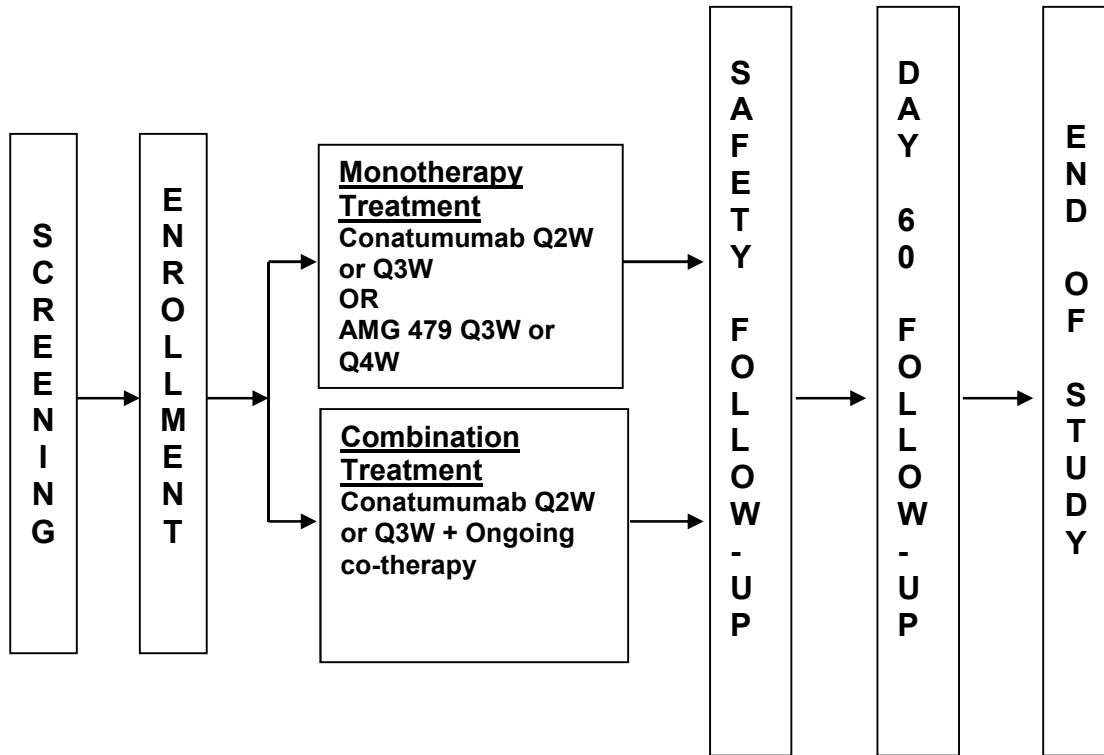 SCREENING
ENROLLMENT
Monotherapy
Treatment
Conatumumab Q2W
or Q3W
OR
AMG 479 Q3W or
Q4W
Combination
Treatment
Conatumumab Q2W
or Q3W + Ongoing
co-therapy
SAFETY FOLLOW-UP
DAY 60 FOLLOW-UP
END OF STUDY